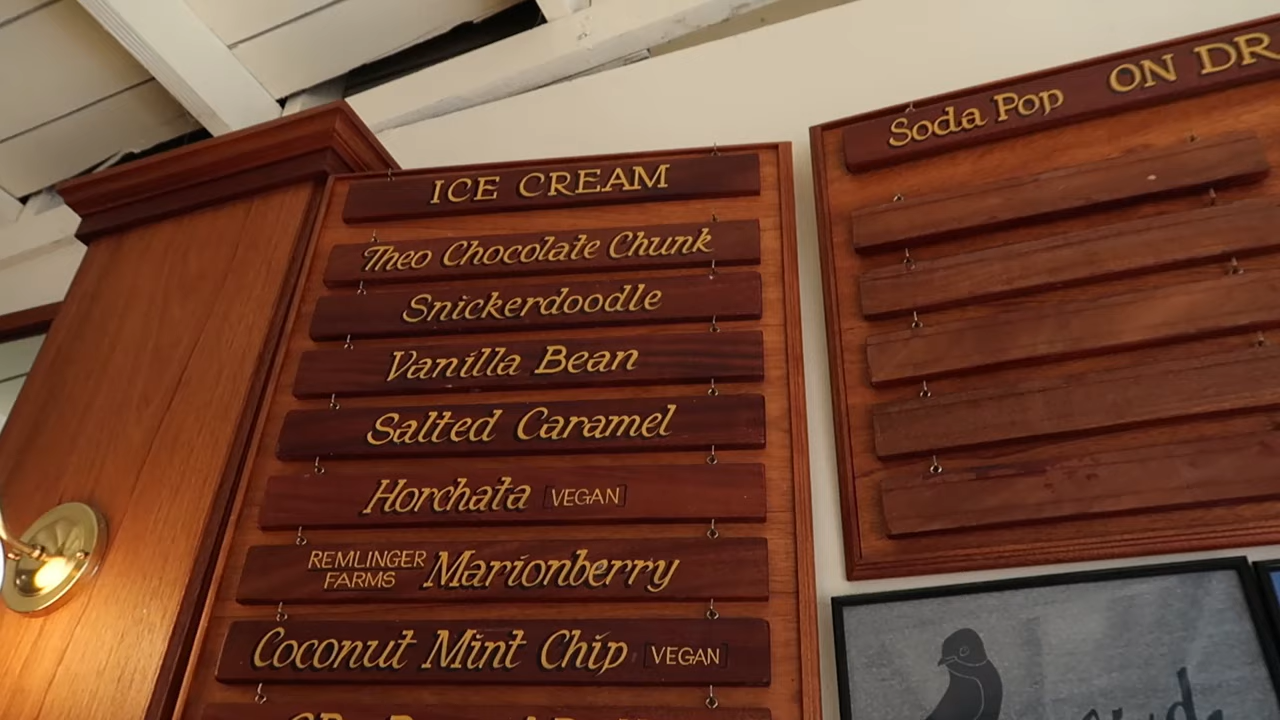 ICE CREAM
Theo Chocolate Chunk
Snickerdoodle
Vanilla Bean
Salted Caramel
Horchata VEGAN
REMLINGER FARMS Marionberry
Coconut Mint Chip VEGAN
Soda Pop ON DR